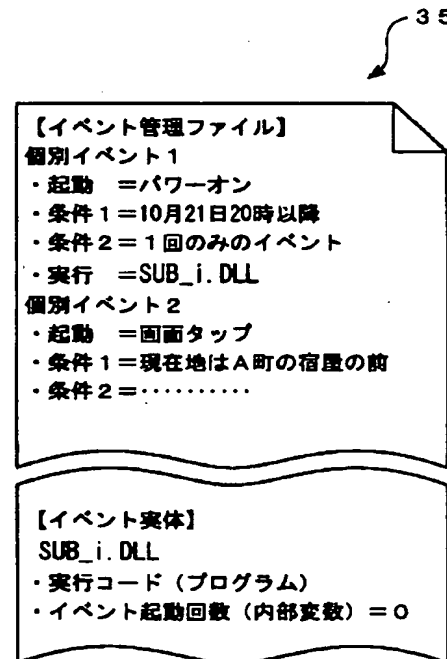 35
【イベント管理ファイル】
個別イベント1
・起動 =パワーオン
・条件1=10月21日20時以降
・条件2=1回のみのイベント
・実行 =SUB_i.DLL
個別イベント2
・起動 =画面タップ
・条件1=現在地はA町の宿屋の前
・条件2=・・・・・・・・・・
【イベント実体】
SUB_i.DLL
・実行コード(プログラム)
・イベント起動回数(内部変数)=0